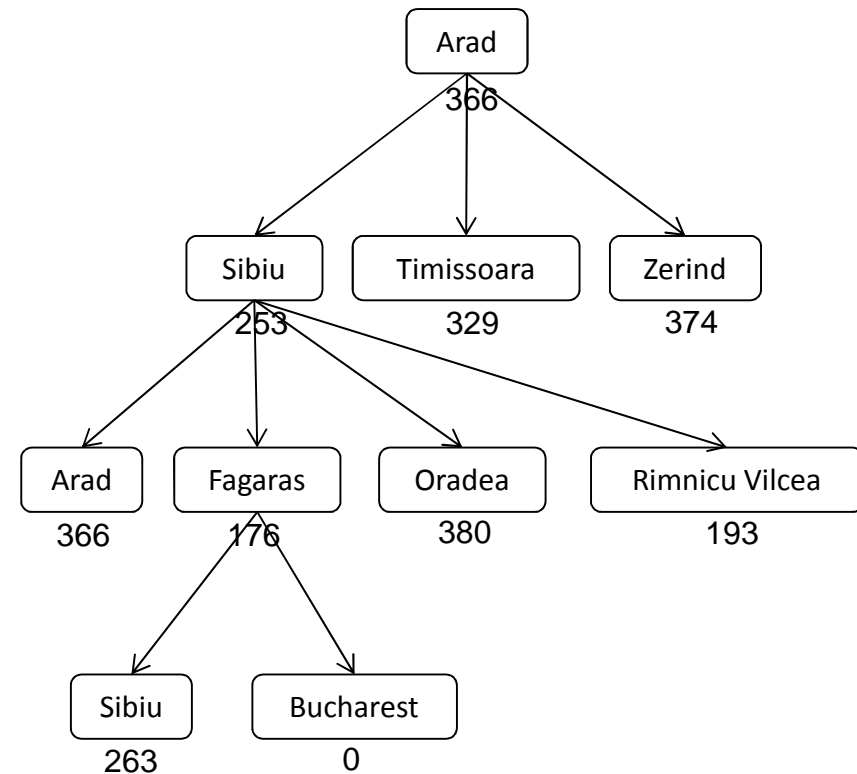 Arad
366
Sibiu
Timissoara
Zerind
253
329
374
Arad
Fagaras
Oradea
Rimnicu Vilcea
366
176
380
193
Sibiu
Bucharest
263
0